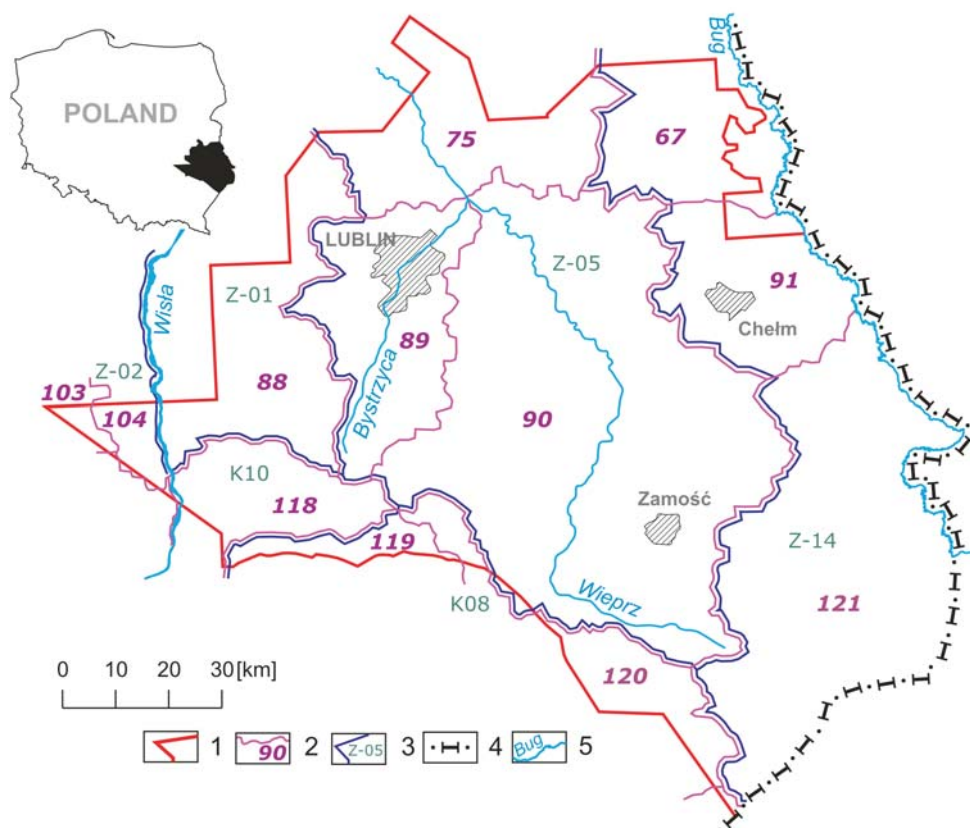 POLAND
Bug
75
67
LUBLIN
Z-05
Z-01
91
Wisła
Chełm
89
Z-02
88
Bystrzyca
103
104
90
K10
118
Zamość
119
Z-14
K08
Wieprz
121
120
0 10 20 30 [km]
1 90 2 Z-05 3 4 Bug 5